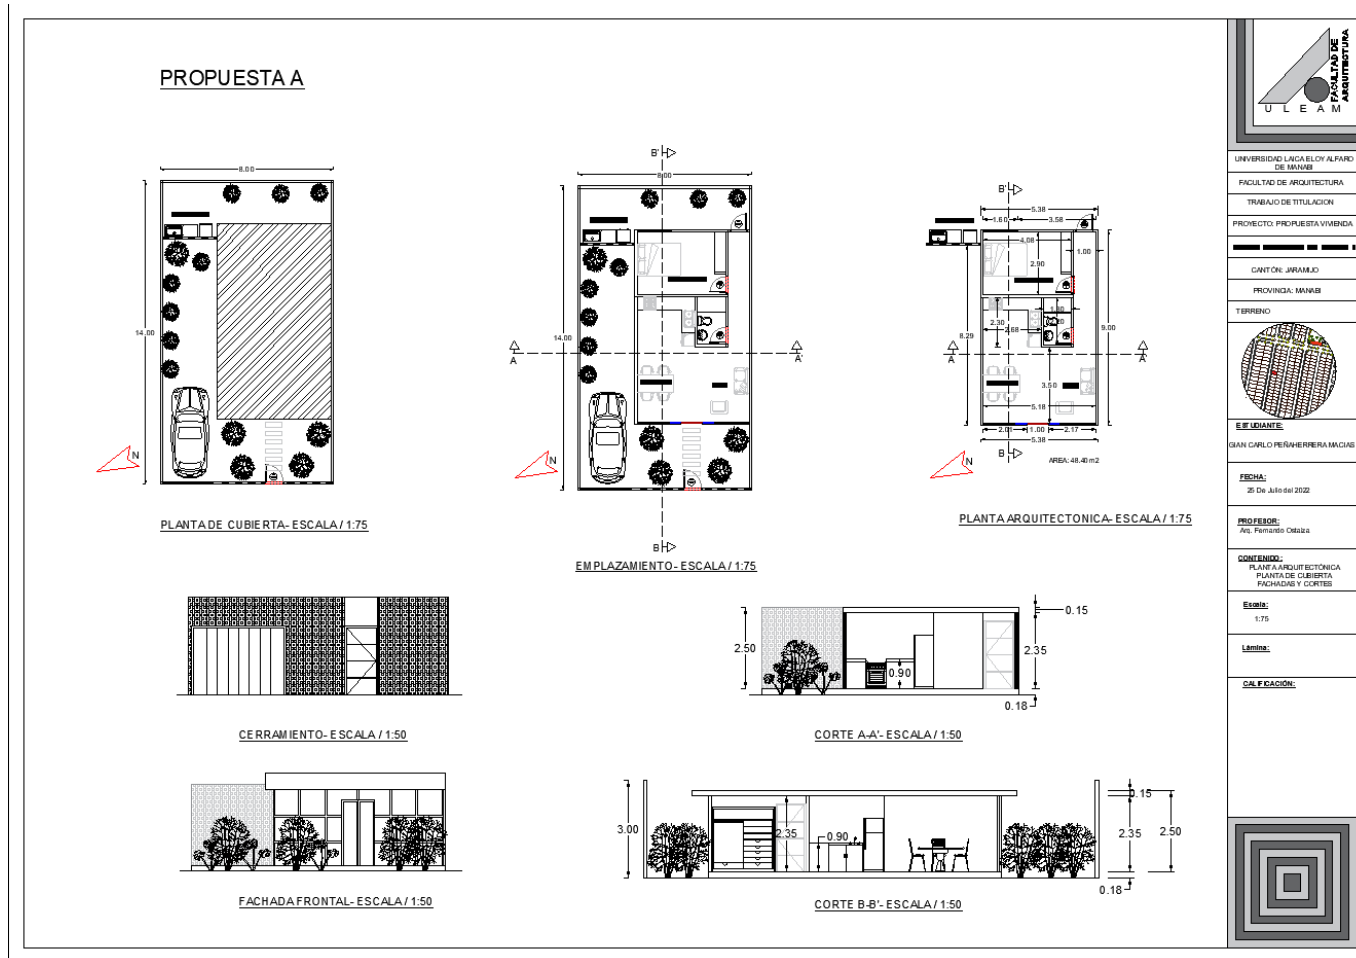 PROPUESTA A
8.00
14.00
N
PLANTA DE CUBIERTA- ESCALA / 1:75
B'
8.00
14.00
A
A'
N
B
EMPLAZAMIENTO- ESCALA / 1:75
B'
5.38
1.60
3.58
4.08
1.00
2.90
2.30
2.68
8.29
9.00
A
A'
3.50
5.18
2.01
1.00
2.17
5.38
B
N
AREA: 48.40 m2
PLANTA ARQUITECTONICA- ESCALA / 1:75
CERRAMIENTO- ESCALA / 1:50
0.15
2.50
2.35
0.90
0.18
CORTE A-A'- ESCALA / 1:50
FACHADA FRONTAL- ESCALA / 1:50
3.00
2.35
0.90
0.15
2.35
2.50
0.18
CORTE B-B'- ESCALA / 1:50
FACULTAD DE
ARQUITECTURA
U L E A M
UNIVERSIDAD LAICA ELOY ALFARO
DE MANABI
FACULTAD DE ARQUITECTURA
TRABAJO DE TITULACION
PROYECTO: PROPUESTA VIVIENDA
CANTÓN: JARAMIJO
PROVINCIA: MANABI
TERRENO
ESTUDIANTE:
GIAN CARLO PEÑAHERRERA MACIAS
FECHA:
25 De Julio del 2022
PROFESOR:
Arq. Fernando Ostaiza
CONTENIDO:
PLANTA ARQUITECTÓNICA
PLANTA DE CUBIERTA
FACHADAS Y CORTES
Escala:
1:75
Lámina:
CALIFICACIÓN: